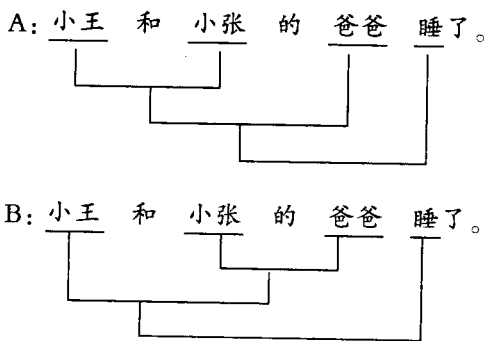 A: 小王 和 小张 的 爸爸 睡了。
B: 小王 和 小张 的 爸爸 睡了。